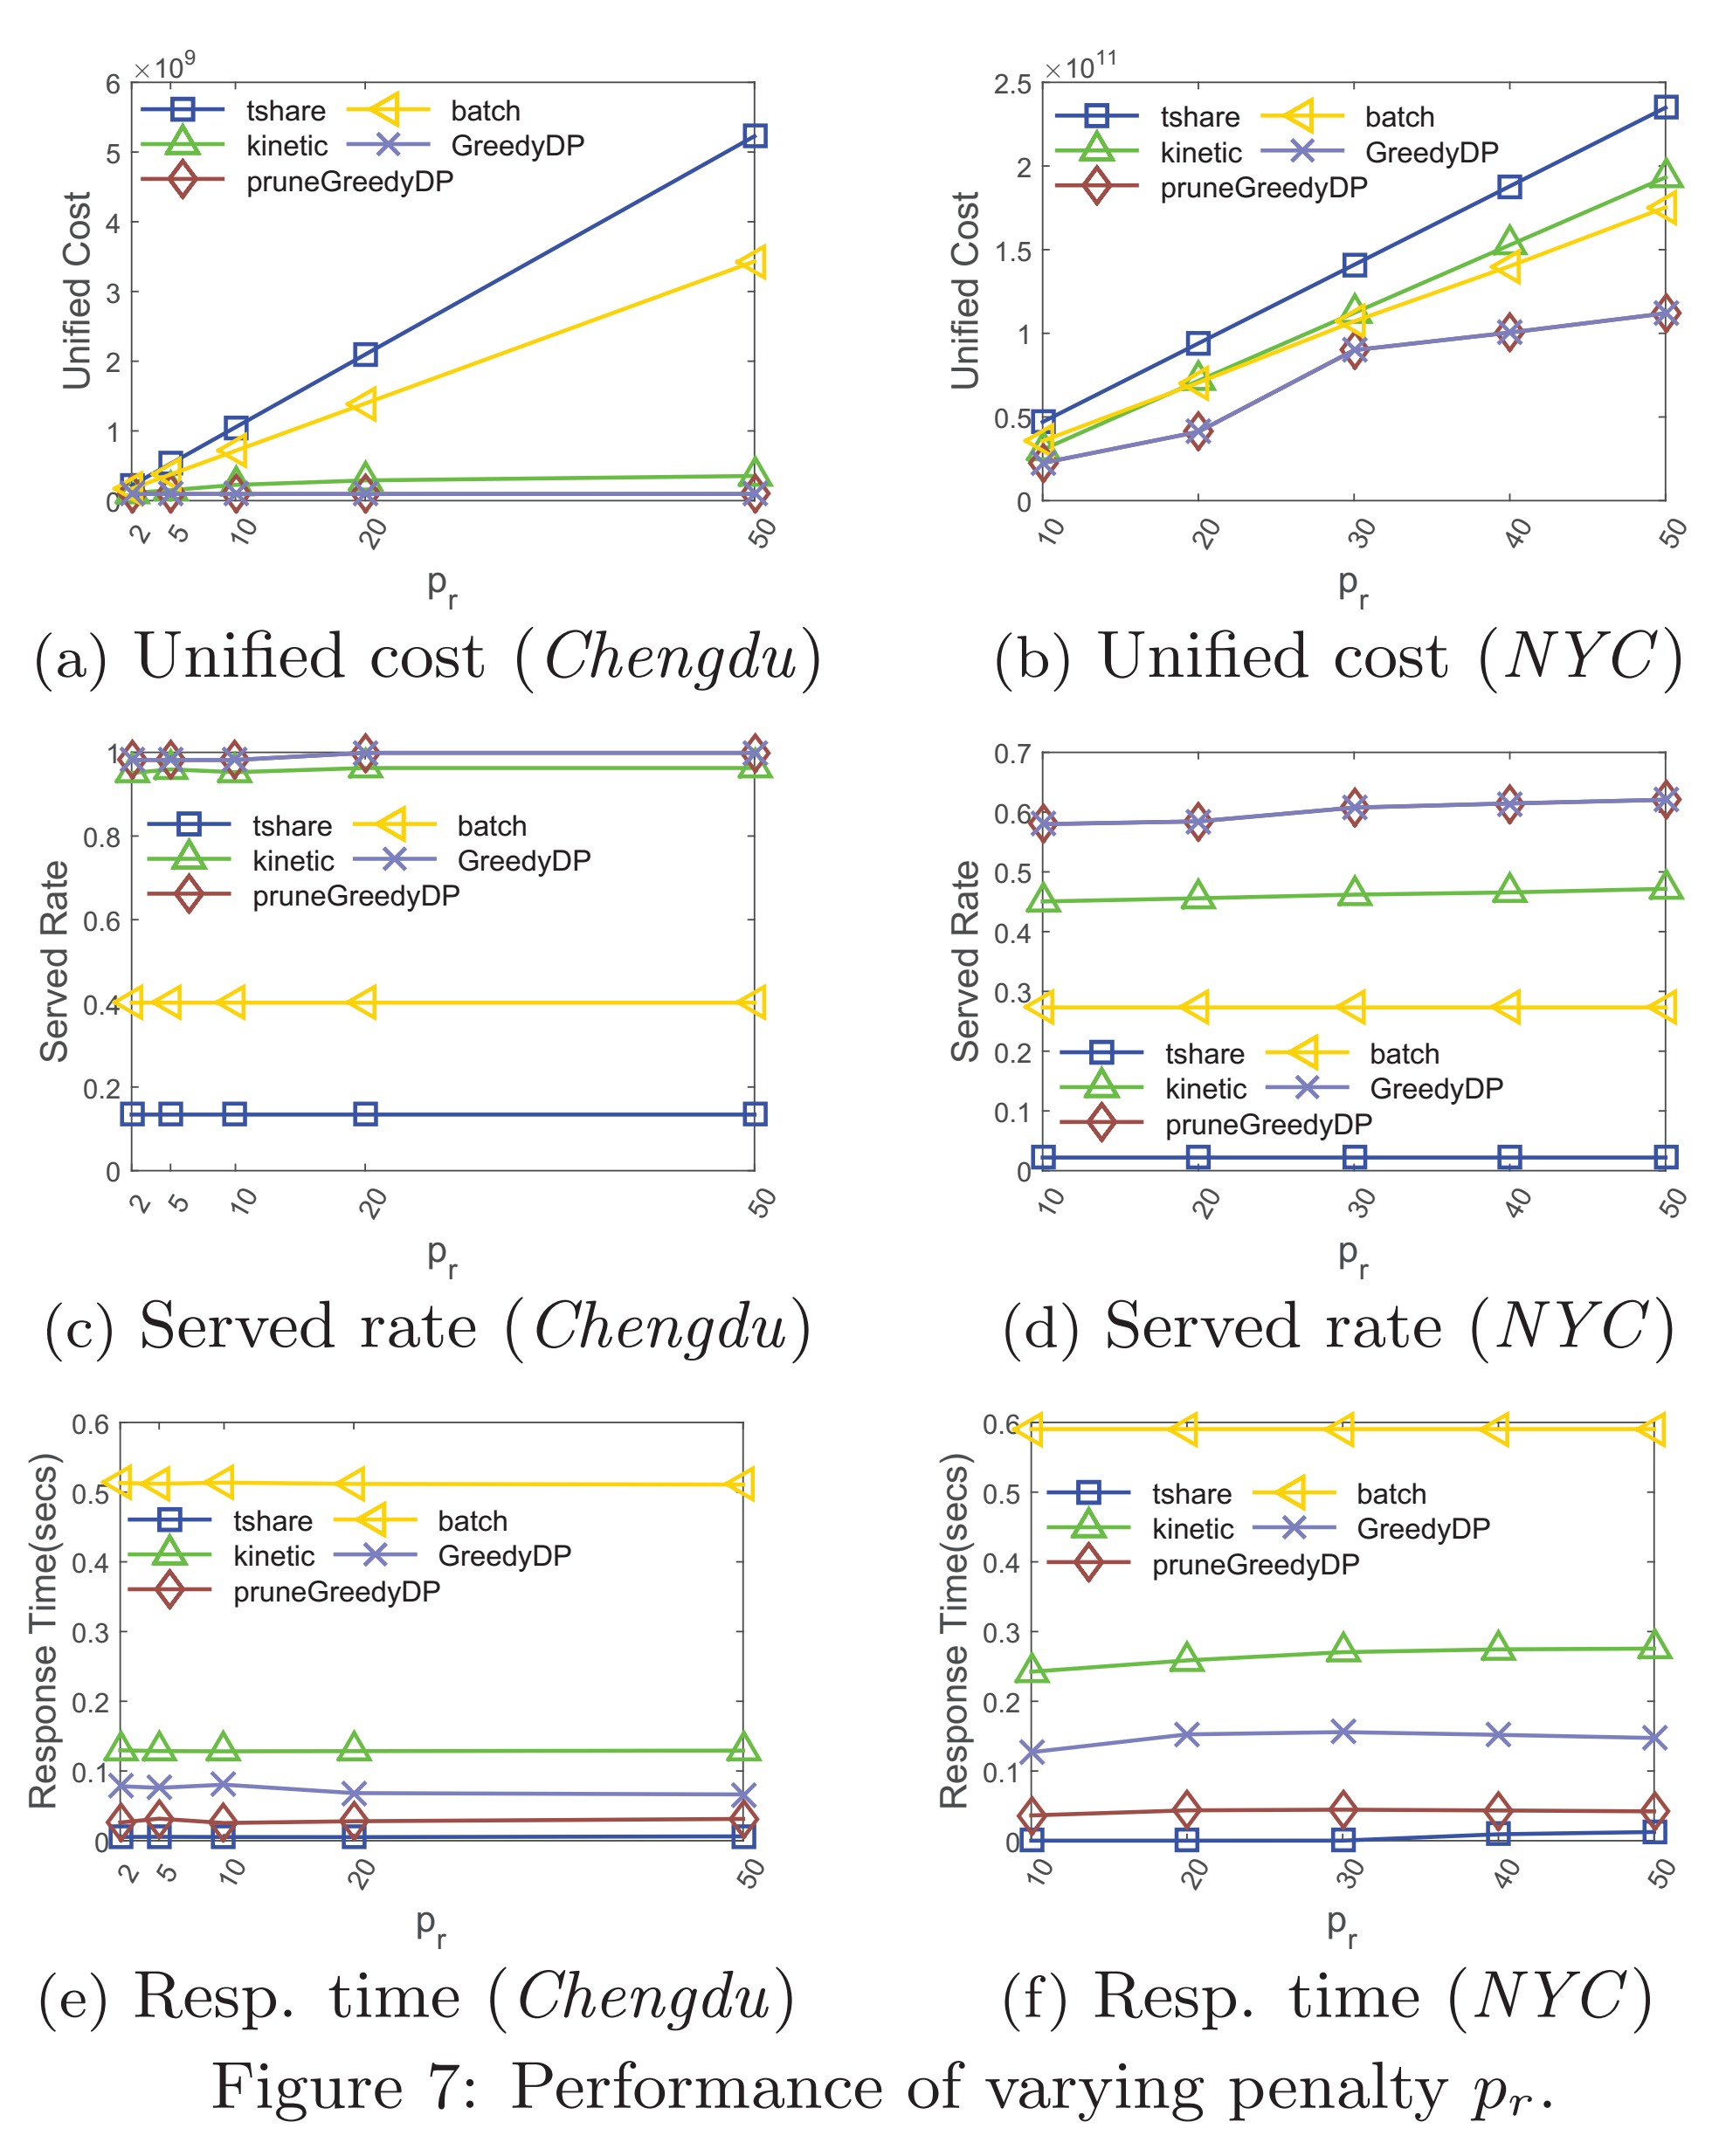 ×10⁹
6
5
4
3
2
1
0
Unified Cost
tshare batch
kinetic GreedyDP
pruneGreedyDP
2 5 10 20 50
p_r
(a) Unified cost (Chengdu)
×10¹¹
2.5
2
1.5
1
0.5
0
Unified Cost
tshare batch
kinetic GreedyDP
pruneGreedyDP
10 20 30 40 50
p_r
(b) Unified cost (NYC)
1
0.8
0.6
0.4
0.2
0
Served Rate
tshare batch
kinetic GreedyDP
pruneGreedyDP
2 5 10 20 50
p_r
(c) Served rate (Chengdu)
0.7
0.6
0.5
0.4
0.3
0.2
0.1
0
Served Rate
tshare batch
kinetic GreedyDP
pruneGreedyDP
10 20 30 40 50
p_r
(d) Served rate (NYC)
0.6
0.5
0.4
0.3
0.2
0.1
0
Response Time(secs)
tshare batch
kinetic GreedyDP
pruneGreedyDP
2 5 10 20 50
p_r
(e) Resp. time (Chengdu)
0.6
0.5
0.4
0.3
0.2
0.1
0
Response Time(secs)
tshare batch
kinetic GreedyDP
pruneGreedyDP
10 20 30 40 50
p_r
(f) Resp. time (NYC)
Figure 7: Performance of varying penalty p_r.